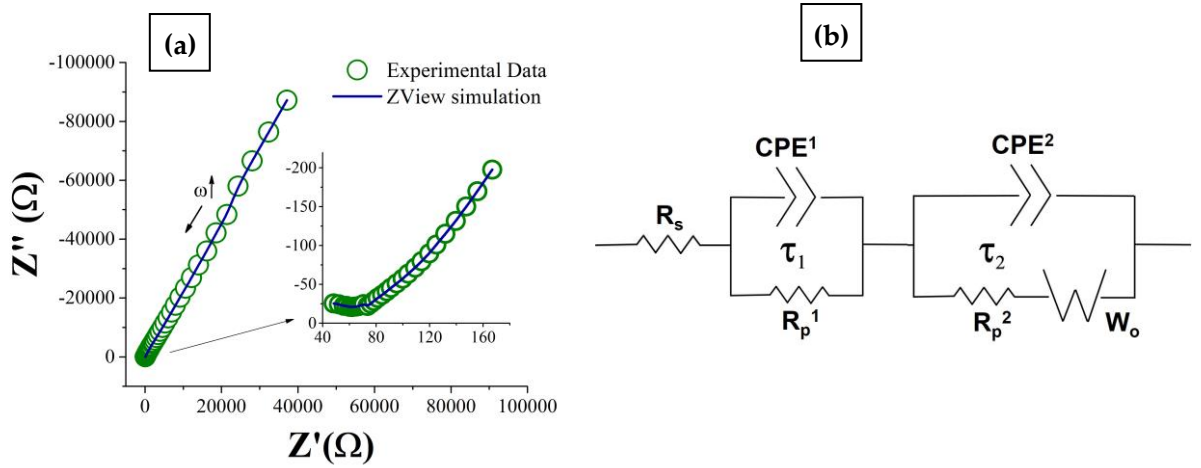 (a)
(b)
-100000
-80000
-60000
-40000
-20000
0
Z'' (Ω)
Experimental Data
ZView simulation
ω↑
-200
-150
-100
-50
0
40 80 120 160
0 20000 40000 60000 80000 100000
Z'(Ω)
CPE¹ CPE²
Rs
τ₁ τ₂
Rp¹ Rp² Wo